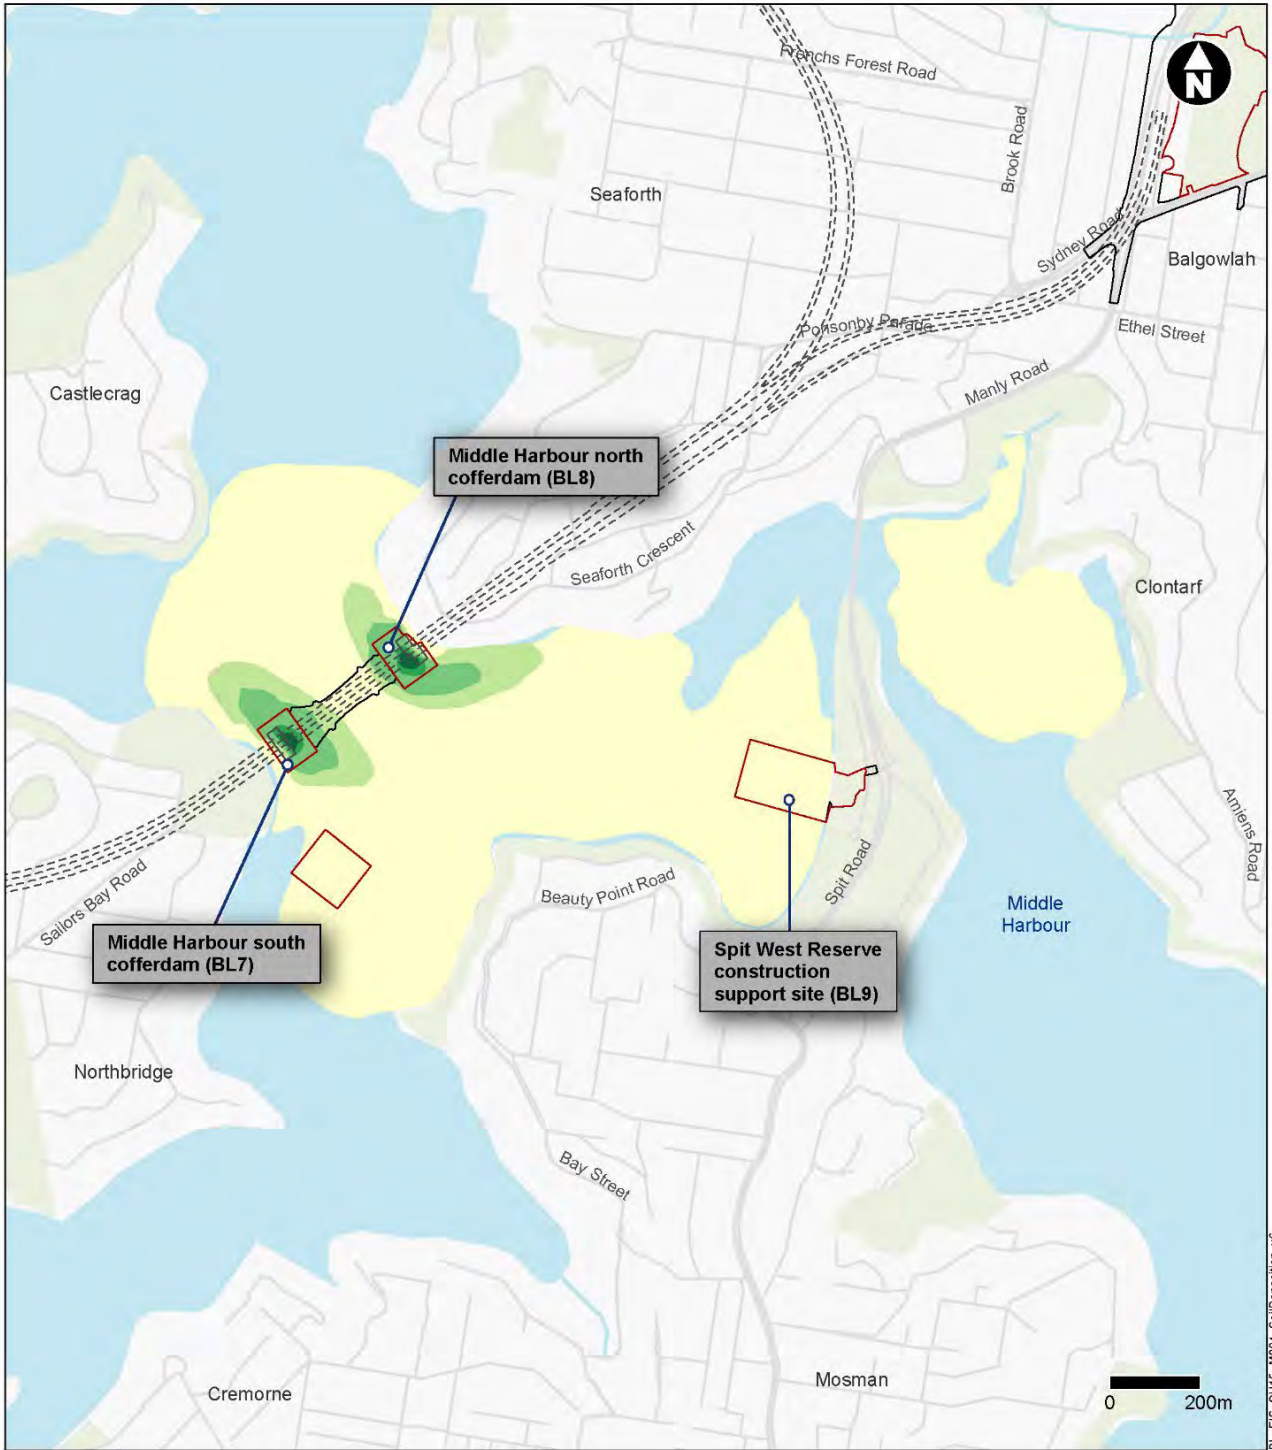 Frenchs Forest Road
N
Brook Road
Seaforth
Sydney Road
Balgowlah
Ponsonby Parade
Ethel Street
Castlecrag
Manly Road
Middle Harbour north
cofferdam (BL8)
Seaforth Crescent
Clontarf
Amiens Road
Sailors Bay Road
Beauty Point Road
Spit Road
Middle
Harbour
Middle Harbour south
cofferdam (BL7)
Spit West Reserve
construction
support site (BL9)
Northbridge
Bay Street
Mosman
Cremorne
0 200m